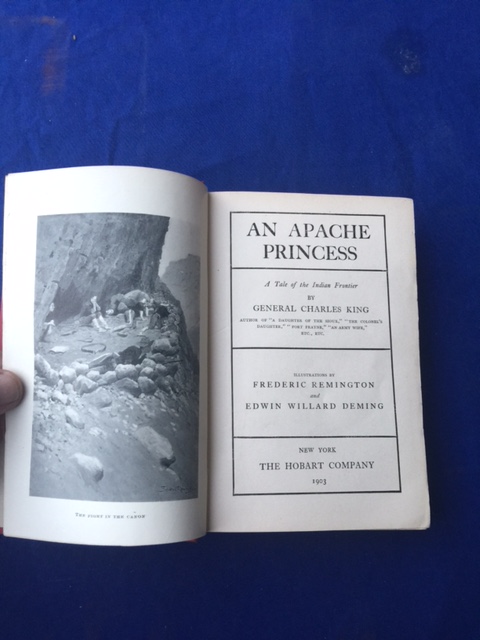 THE FIGHT IN THE CANON
AN APACHE
PRINCESS
A Tale of the Indian Frontier
BY
GENERAL CHARLES KING
AUTHOR OF "A DAUGHTER OF THE SIOUX," "THE COLONEL'S
DAUGHTER," "FORT FRAYNE," "AN ARMY WIFE,"
ETC., ETC.
ILLUSTRATIONS BY
FREDERIC REMINGTON
and
EDWIN WILLARD DEMING
NEW YORK
THE HOBART COMPANY
1903